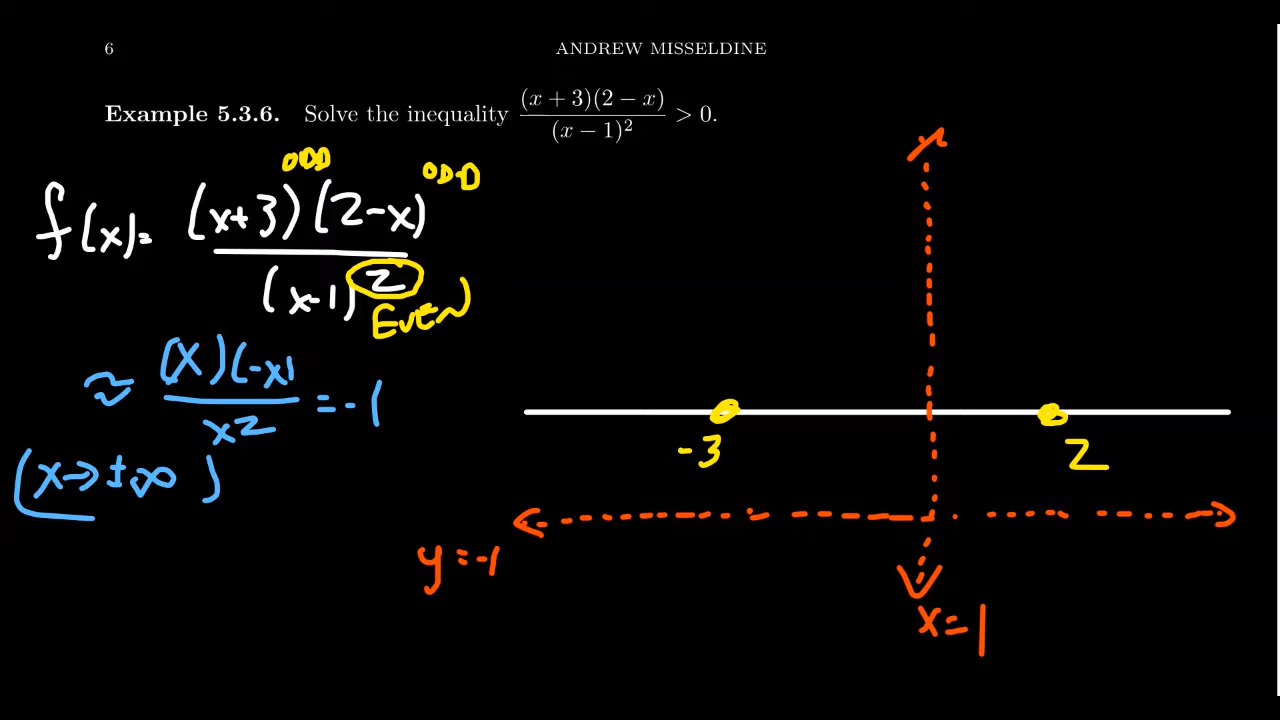 6 ANDREW MISSELDINE
Example 5.3.6. Solve the inequality (x + 3)(2 − x) / (x − 1)² > 0.
ODD ODD
f(x)= (x+3)(2-x) / (x-1)²
EVEN
≈ (x)(-x) / x² = -1
(x→±∞)
-3 2
y=-1
x=1